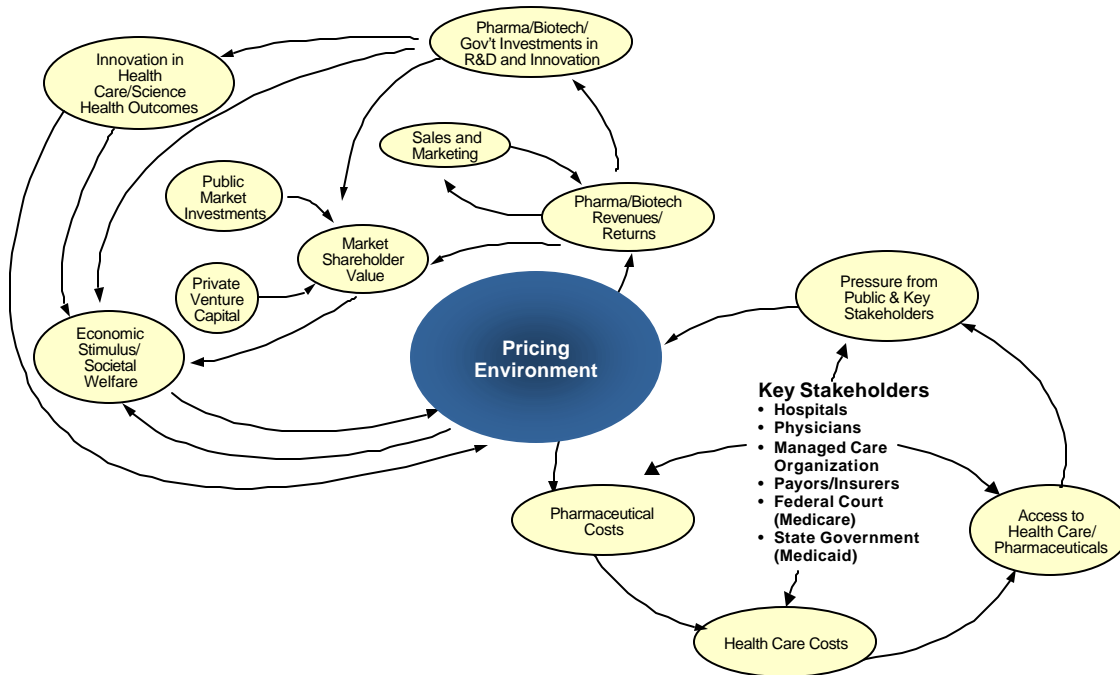 Pharma/Biotech/
Gov't Investments in
R&D and Innovation
Innovation in
Health
Care/Science
Health Outcomes
Sales and
Marketing
Public
Market
Investments
Pharma/Biotech
Revenues/
Returns
Market
Shareholder
Value
Private
Venture
Capital
Pressure from
Public & Key
Stakeholders
Economic
Stimulus/
Societal
Welfare
Pricing
Environment
Key Stakeholders
• Hospitals
• Physicians
• Managed Care
Organization
• Payors/Insurers
• Federal Court
(Medicare)
• State Government
(Medicaid)
Pharmaceutical
Costs
Access to
Health Care/
Pharmaceuticals
Health Care Costs